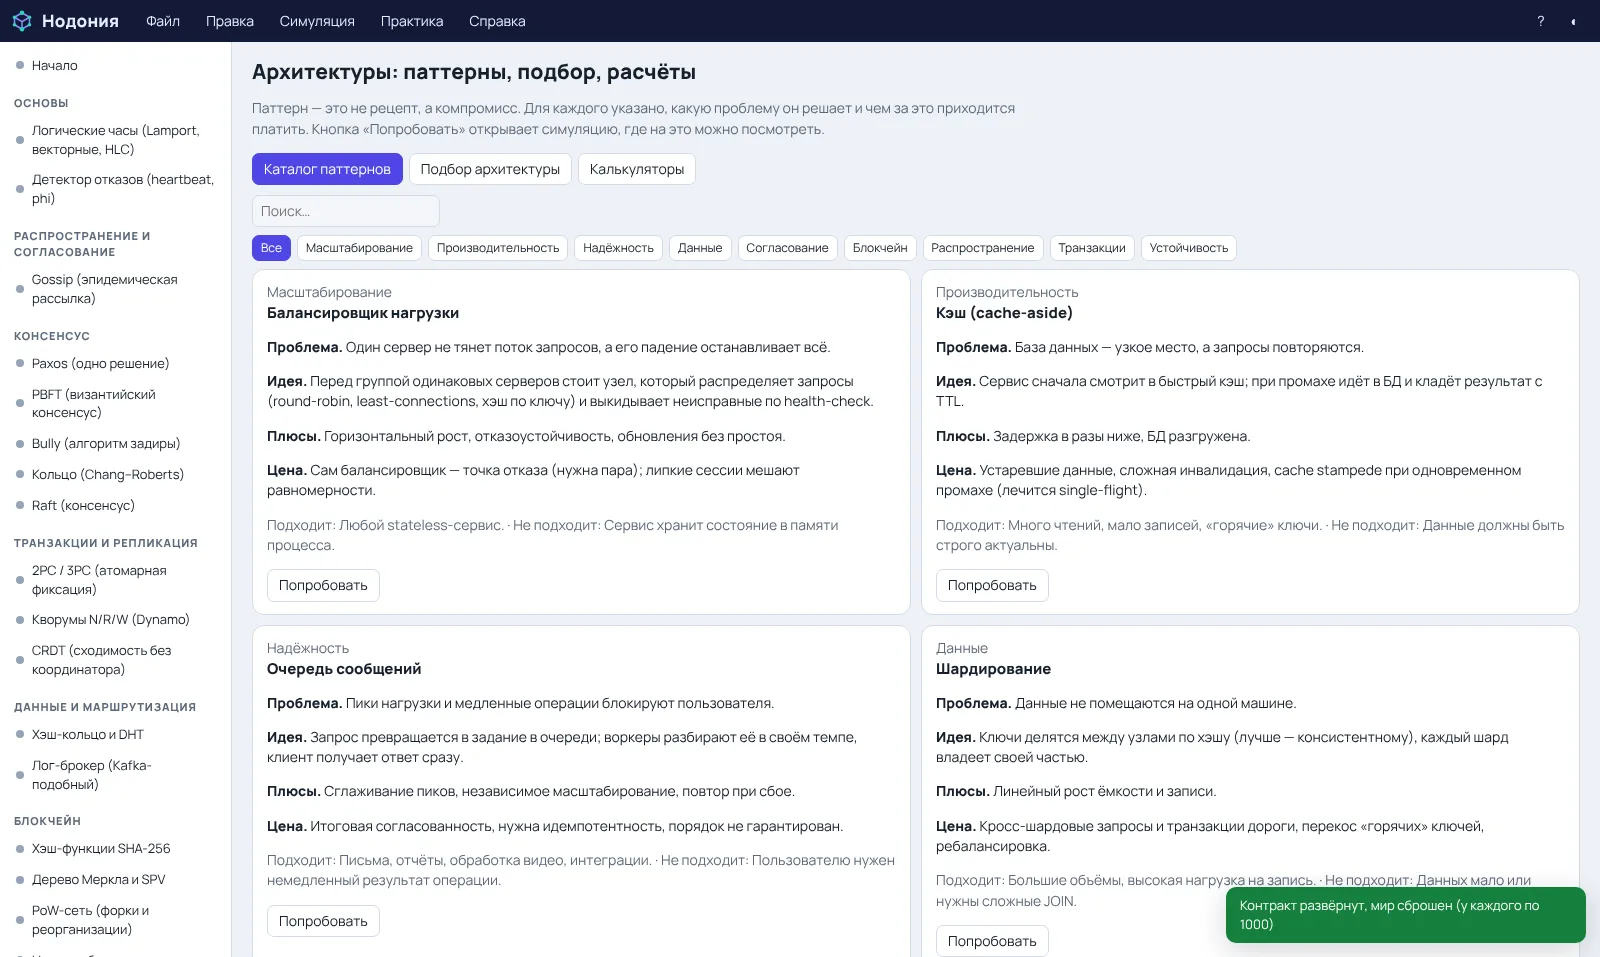 Нодония
Файл
Правка
Симуляция
Практика
Справка
?
Начало
ОСНОВЫ
Логические часы (Lamport,
векторные, HLC)
Детектор отказов (heartbeat,
phi)
РАСПРОСТРАНЕНИЕ И
СОГЛАСОВАНИЕ
Gossip (эпидемическая
рассылка)
КОНСЕНСУС
Paxos (одно решение)
PBFT (византийский
консенсус)
Bully (алгоритм задиры)
Кольцо (Chang–Roberts)
Raft (консенсус)
ТРАНЗАКЦИИ И РЕПЛИКАЦИЯ
2PC / 3PC (атомарная
фиксация)
Кворумы N/R/W (Dynamo)
CRDT (сходимость без
координатора)
ДАННЫЕ И МАРШРУТИЗАЦИЯ
Хэш-кольцо и DHT
Лог-брокер (Kafka-
подобный)
БЛОКЧЕЙН
Хэш-функции SHA-256
Дерево Меркла и SPV
PoW-сеть (форки и
реорганизации)
Архитектуры: паттерны, подбор, расчёты
Паттерн — это не рецепт, а компромисс. Для каждого указано, какую проблему он решает и чем за это приходится
платить. Кнопка «Попробовать» открывает симуляцию, где на это можно посмотреть.
Каталог паттернов
Подбор архитектуры
Калькуляторы
Поиск...
Все
Масштабирование
Производительность
Надёжность
Данные
Согласование
Блокчейн
Распространение
Транзакции
Устойчивость
Масштабирование
Балансировщик нагрузки
Проблема. Один сервер не тянет поток запросов, а его падение останавливает всё.
Идея. Перед группой одинаковых серверов стоит узел, который распределяет запросы
(round-robin, least-connections, хэш по ключу) и выкидывает неисправные по health-check.
Плюсы. Горизонтальный рост, отказоустойчивость, обновления без простоя.
Цена. Сам балансировщик — точка отказа (нужна пара); липкие сессии мешают
равномерности.
Подходит: Любой stateless-сервис. · Не подходит: Сервис хранит состояние в памяти
процесса.
Попробовать
Производительность
Кэш (cache-aside)
Проблема. База данных — узкое место, а запросы повторяются.
Идея. Сервис сначала смотрит в быстрый кэш; при промахе идёт в БД и кладёт результат с
TTL.
Плюсы. Задержка в разы ниже, БД разгружена.
Цена. Устаревшие данные, сложная инвалидация, cache stampede при одновременном
промахе (лечится single-flight).
Подходит: Много чтений, мало записей, «горячие» ключи. · Не подходит: Данные должны быть
строго актуальны.
Попробовать
Надёжность
Очередь сообщений
Проблема. Пики нагрузки и медленные операции блокируют пользователя.
Идея. Запрос превращается в задание в очереди; воркеры разбирают её в своём темпе,
клиент получает ответ сразу.
Плюсы. Сглаживание пиков, независимое масштабирование, повтор при сбое.
Цена. Итоговая согласованность, нужна идемпотентность, порядок не гарантирован.
Подходит: Письма, отчёты, обработка видео, интеграции. · Не подходит: Пользователю нужен
немедленный результат операции.
Попробовать
Данные
Шардирование
Проблема. Данные не помещаются на одной машине.
Идея. Ключи делятся между узлами по хэшу (лучше — консистентному), каждый шард
владеет своей частью.
Плюсы. Линейный рост ёмкости и записи.
Цена. Кросс-шардовые запросы и транзакции дороги, перекос «горячих» ключей,
ребалансировка.
Подходит: Большие объёмы, высокая нагрузка на запись. · Не подходит: Данных мало или
нужны сложные JOIN.
Попробовать
Контракт развёрнут, мир сброшен (у каждого по
1000)